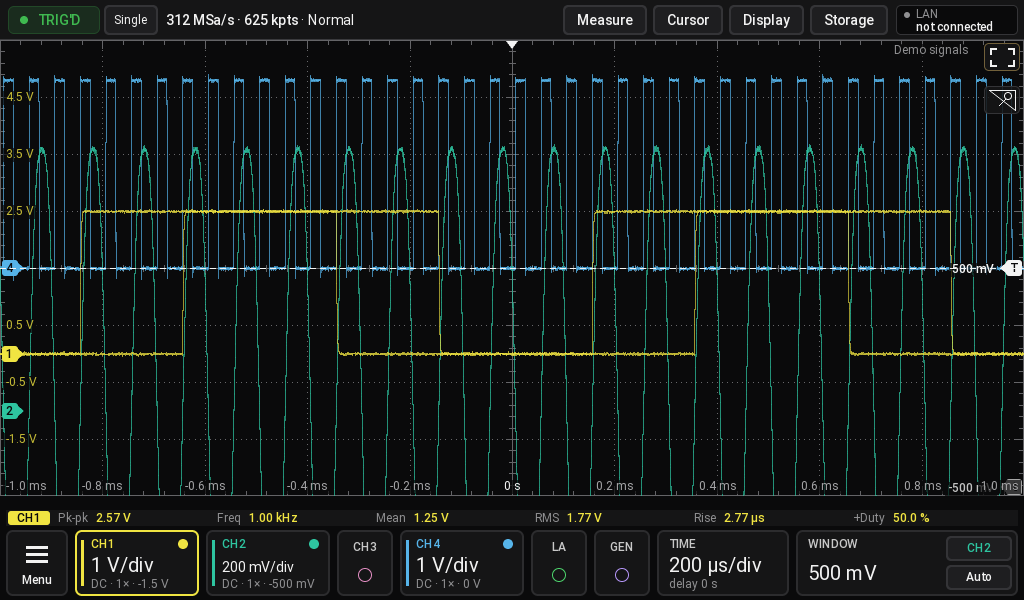 TRIG'D Single 312 MSa/s · 625 kpts · Normal Measure Cursor Display Storage LAN
not connected
Demo signals
4.5 V
3.5 V
2.5 V
4 500 mV T
0.5 V
1
-0.5 V
2
-1.5 V
-1.0 ms -0.8 ms -0.6 ms -0.4 ms -0.2 ms 0 s 0.2 ms 0.4 ms 0.6 ms 0.8 ms
CH1 Pk-pk 2.57 V Freq 1.00 kHz Mean 1.25 V RMS 1.77 V Rise 2.77 µs +Duty 50.0 %
Menu
CH1
1 V/div
DC · 1× · -1.5 V
CH2
200 mV/div
DC · 1× · -500 mV
CH3
CH4
1 V/div
DC · 1× · 0 V
LA
GEN
TIME
200 µs/div
delay 0 s
WINDOW
500 mV
CH2
Auto